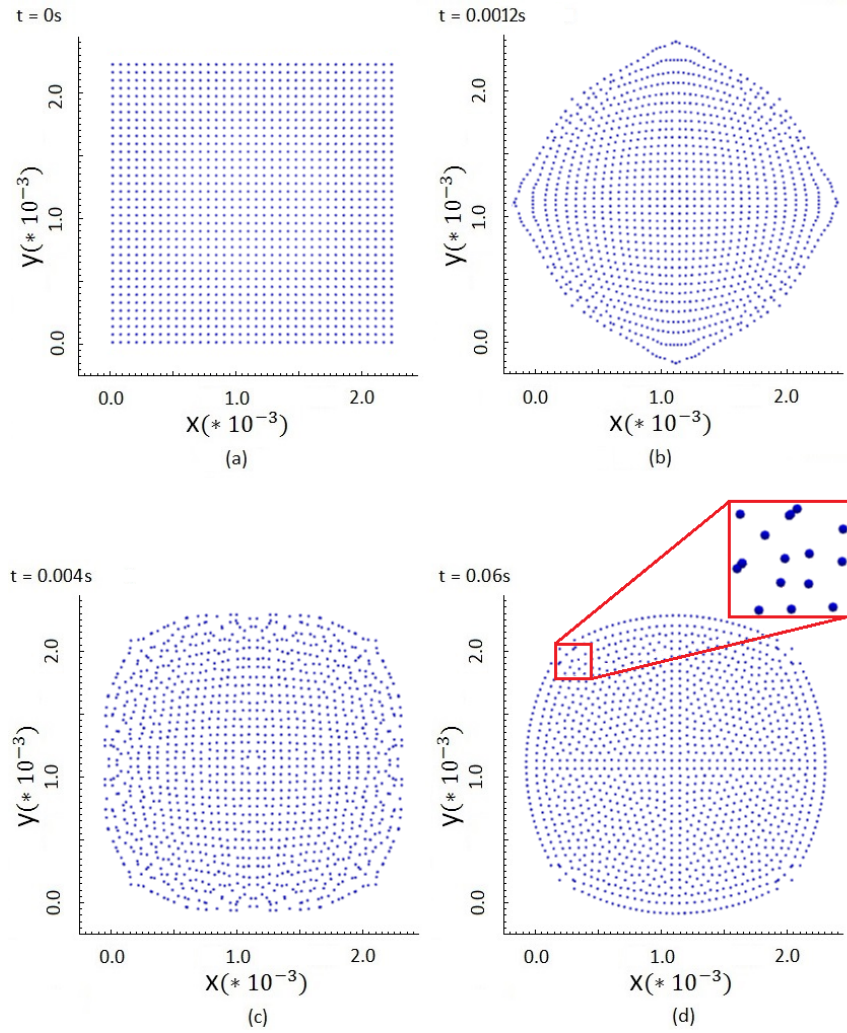 t = 0s
2.0
1.0
0.0
y(* 10⁻³)
0.0 1.0 2.0
x(* 10⁻³)
(a)
t = 0.0012s
2.0
1.0
0.0
y(* 10⁻³)
0.0 1.0 2.0
x(* 10⁻³)
(b)
t = 0.004s
2.0
1.0
0.0
y(* 10⁻³)
0.0 1.0 2.0
x(* 10⁻³)
(c)
t = 0.06s
2.0
1.0
0.0
y(* 10⁻³)
0.0 1.0 2.0
x(* 10⁻³)
(d)